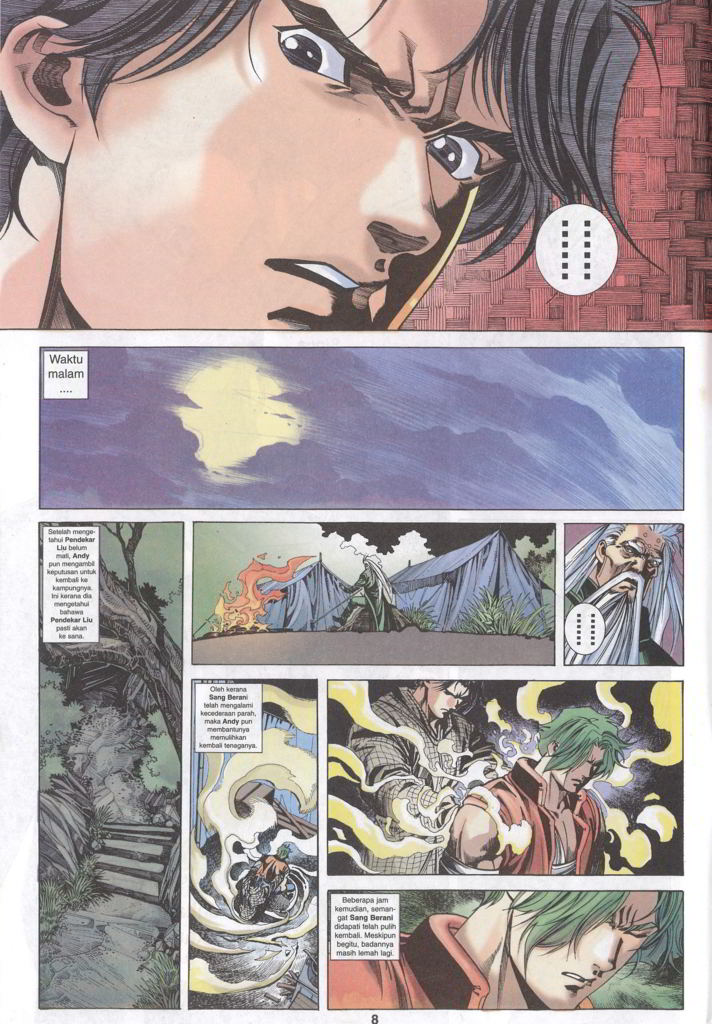 Waktu
malam
....
Setelah menge-
tahui Pendekar
Liu belum
mati, Andy
pun mengambil
keputusan untuk
kembali ke
kampungnya.
Ini kerana dia
mengetahui
bahawa
Pendekar Liu
pasti akan
ke sana.
Oleh kerana
Sang Berani
telah mengalami
kecederaan parah,
maka Andy pun
membantunya
memulihkan
kembali tenaganya.
Beberapa jam
kemudian, seman-
gat Sang Berani
didapati telah pulih
kembali. Meskipun
begitu, badannya
masih lemah lagi.
8